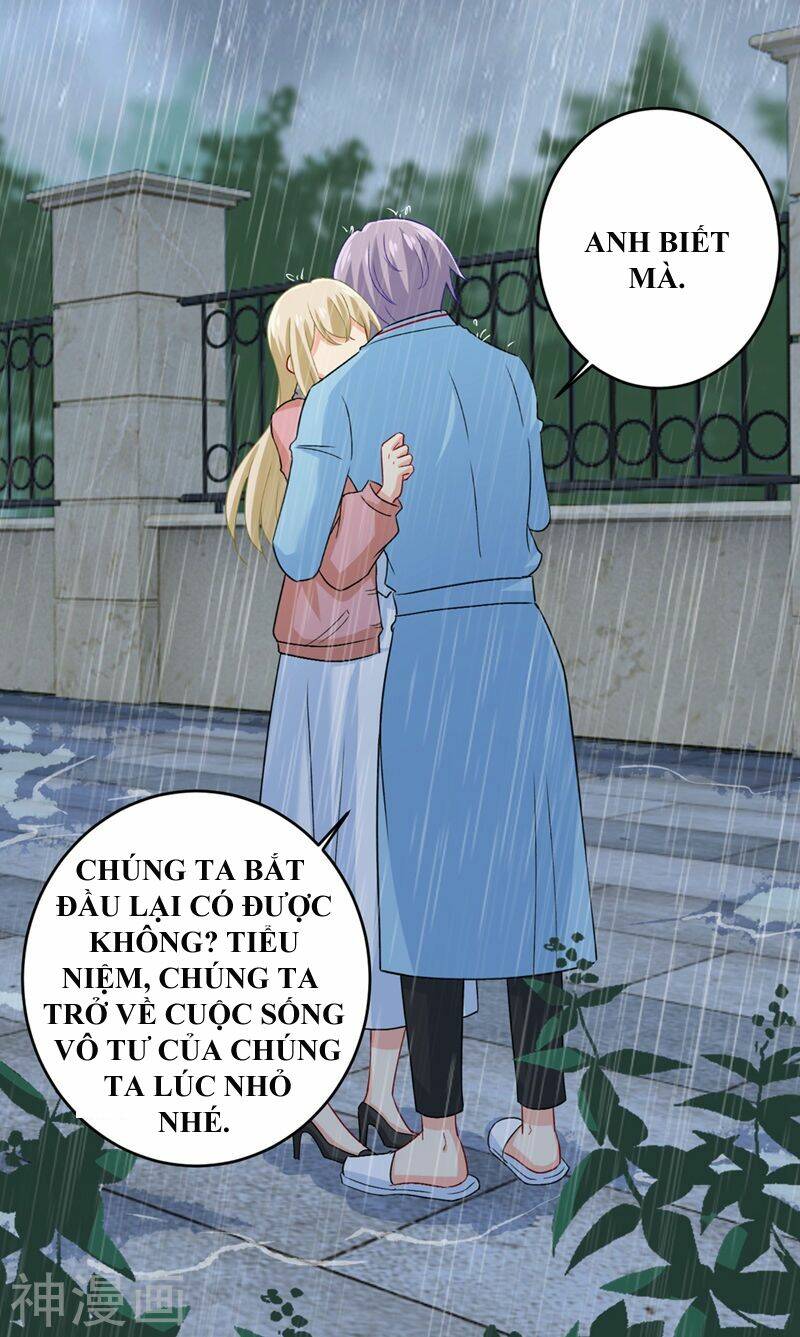 ANH BIẾT
MÀ.
CHÚNG TA BẮT
ĐẦU LẠI CÓ ĐƯỢC
KHÔNG? TIỂU
NIỆM, CHÚNG TA
TRỞ VỀ CUỘC SỐNG
VÔ TƯ CỦA CHÚNG
TA LÚC NHỎ
NHÉ.
神漫画